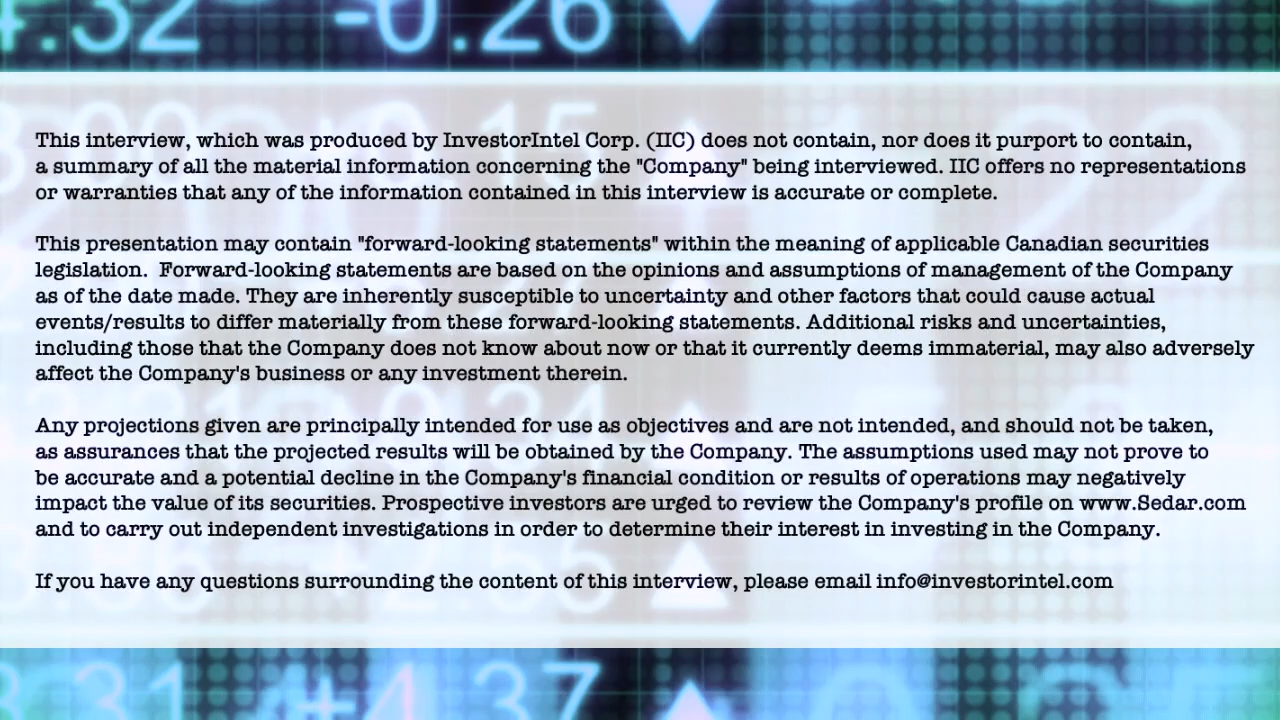 4.32 -0.26
This interview, which was produced by InvestorIntel Corp. (IIC) does not contain, nor does it purport to contain,
a summary of all the material information concerning the "Company" being interviewed. IIC offers no representations
or warranties that any of the information contained in this interview is accurate or complete.
This presentation may contain "forward-looking statements" within the meaning of applicable Canadian securities
legislation.  Forward-looking statements are based on the opinions and assumptions of management of the Company
as of the date made. They are inherently susceptible to uncertainty and other factors that could cause actual
events/results to differ materially from these forward-looking statements. Additional risks and uncertainties,
including those that the Company does not know about now or that it currently deems immaterial, may also adversely
affect the Company's business or any investment therein.
Any projections given are principally intended for use as objectives and are not intended, and should not be taken,
as assurances that the projected results will be obtained by the Company. The assumptions used may not prove to
be accurate and a potential decline in the Company's financial condition or results of operations may negatively
impact the value of its securities. Prospective investors are urged to review the Company's profile on www.Sedar.com
and to carry out independent investigations in order to determine their interest in investing in the Company.
If you have any questions surrounding the content of this interview, please email info@investorintel.com
+4.37